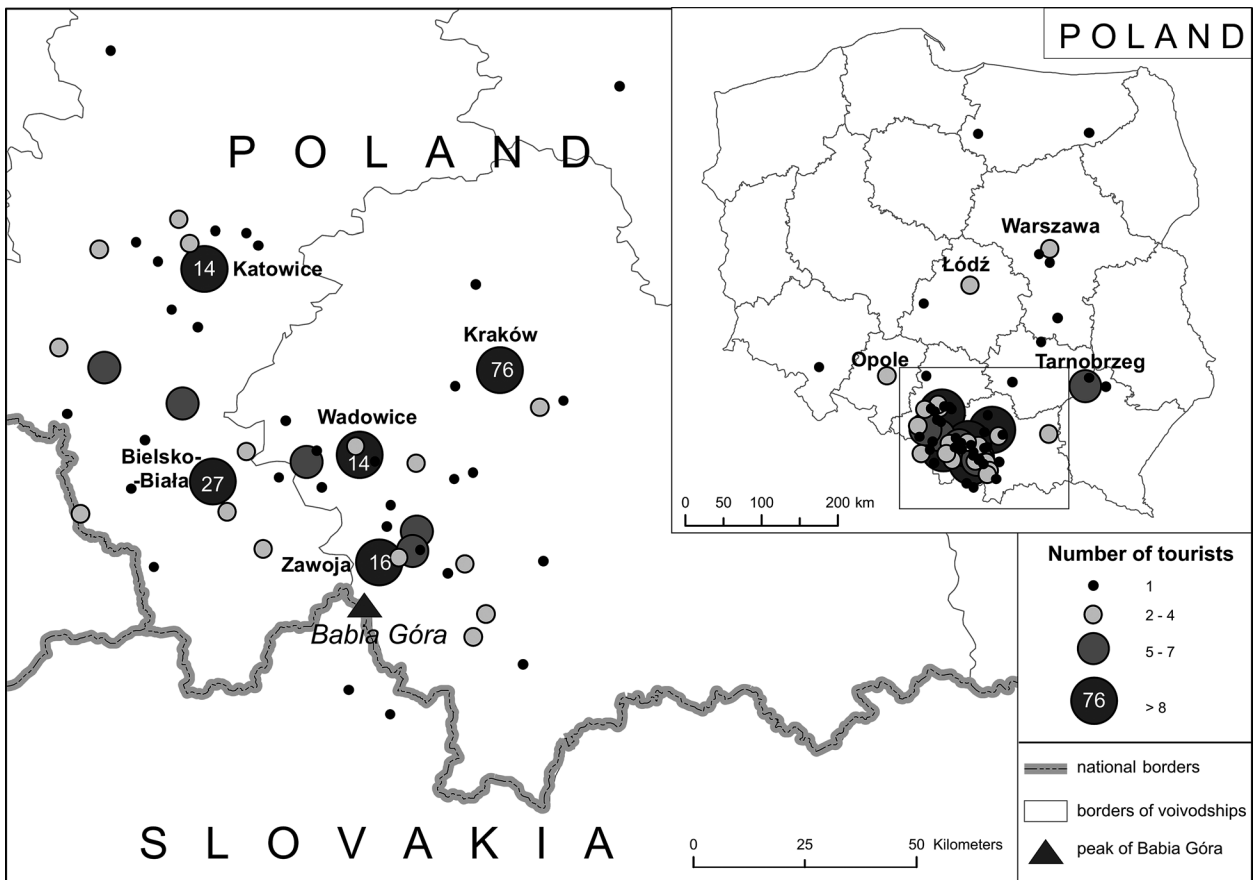 POLAND
Warszawa
Łódź
Opole
Tarnobrzeg
0 50 100 200 km
POLAND
14 Katowice
Kraków
76
Wadowice
14
Bielsko-
-Biała 27
Zawoja 16
Babia Góra
SLOVAKIA
0 25 50 Kilometers
Number of tourists
1
2 - 4
5 - 7
76 > 8
national borders
borders of voivodships
peak of Babia Góra